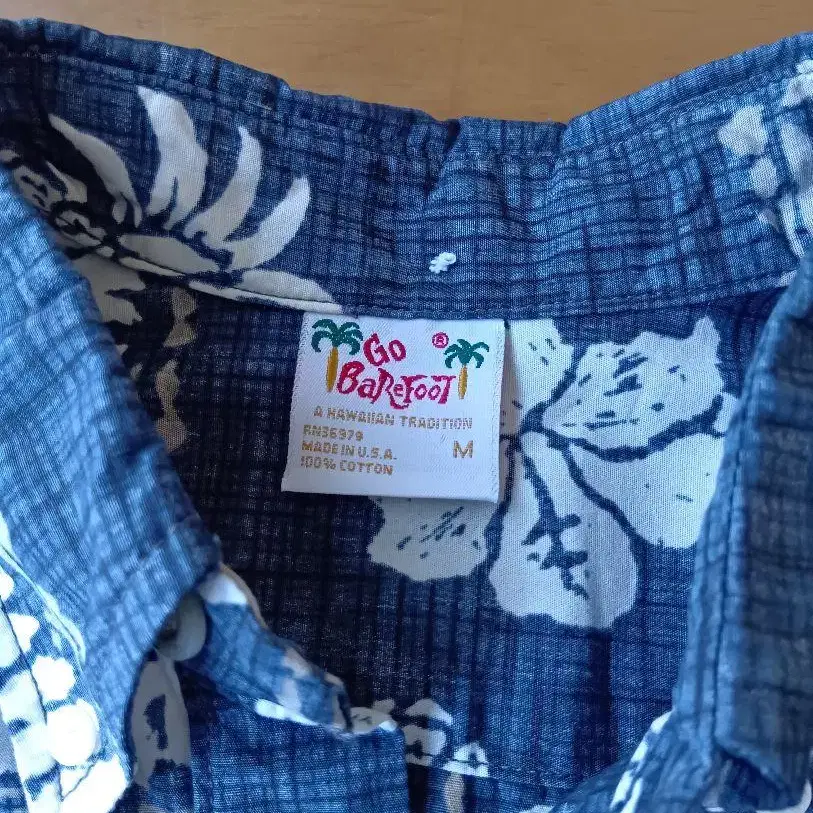 Go ®
BaRefooT
A HAWAIIAN TRADITION
RN36979
MADE IN U.S.A. M
100% COTTON